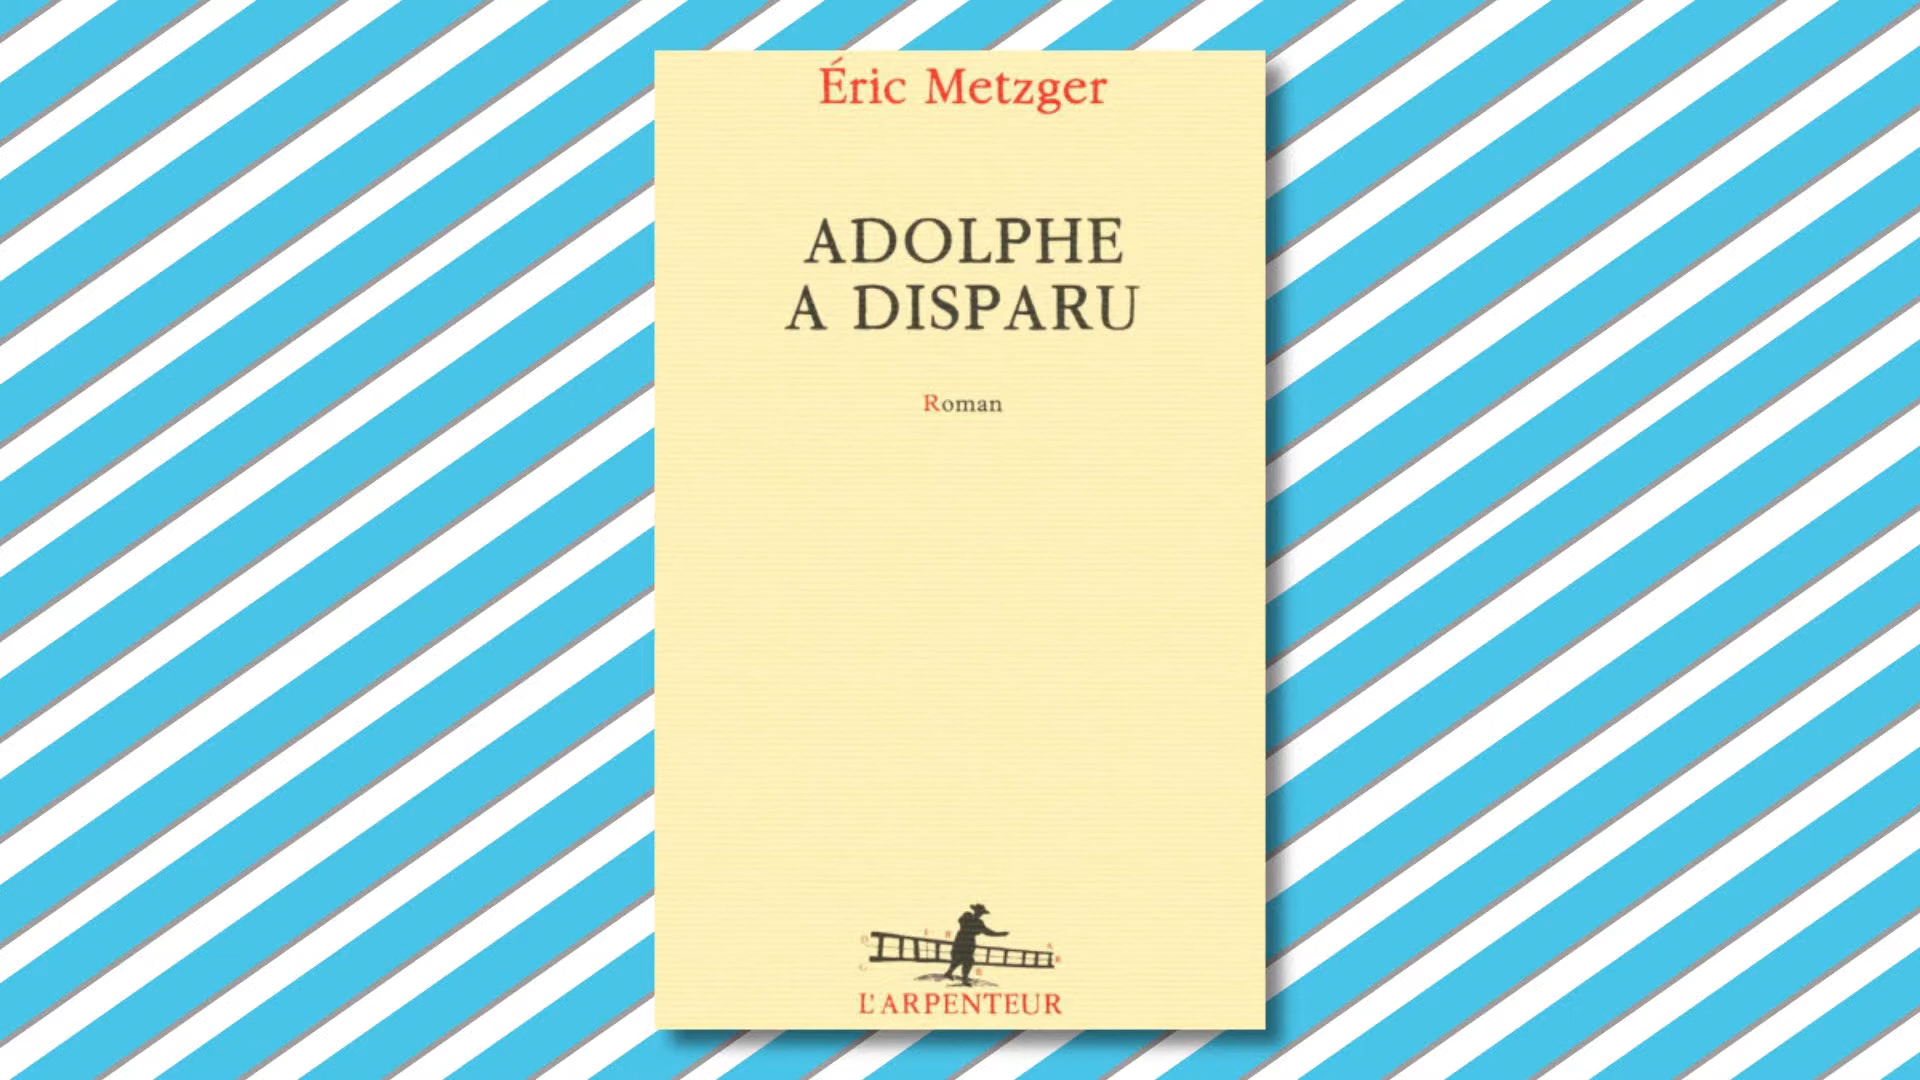 Éric Metzger
ADOLPHE
A DISPARU
Roman
L'ARPENTEUR